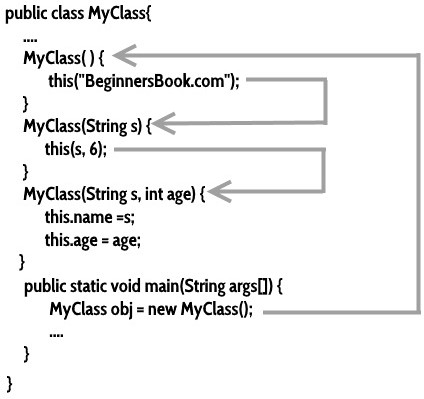 public class MyClass{
....
MyClass( ) {
this("BeginnersBook.com");
}
MyClass(String s) {
this(s, 6);
}
MyClass(String s, int age) {
this.name =s;
this.age = age;
}
public static void main(String args[]) {
MyClass obj = new MyClass();
....
}
}